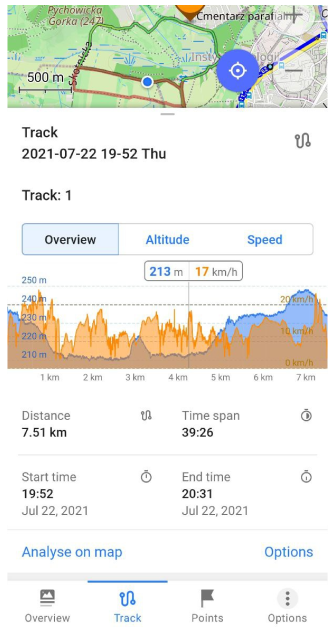 Pychowicka
Górka (247)
Cmentarz parafialny
Instytut Zoologii
Skotnicka
500 m
Track
2021-07-22 19-52 Thu
Track: 1
Overview Altitude Speed
213 m 17 km/h
250 m
240 m 20 km/h
230 m
220 m 10 km/h
210 m 0 km/h
1 km 2 km 3 km 4 km 5 km 6 km 7 km
Distance Time span
7.51 km 39:26
Start time End time
19:52 20:31
Jul 22, 2021 Jul 22, 2021
Analyse on map Options
Overview Track Points Options